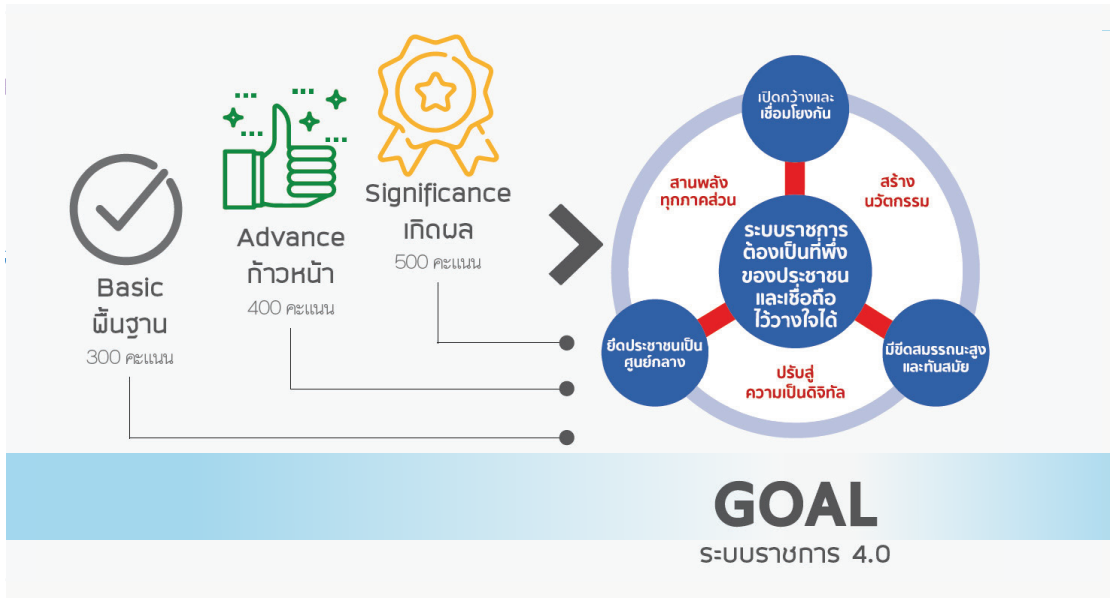 Basic
พื้นฐาน
300 คะแนน
Advance
ก้าวหน้า
400 คะแนน
Significance
เกิดผล
500 คะแนน
เปิดกว้างและ
เชื่อมโยงกัน
สานพลัง
ทุกภาคส่วน
สร้าง
นวัตกรรม
ระบบราชการ
ต้องเป็นที่พึ่ง
ของประชาชน
และเชื่อถือ
ไว้วางใจได้
ยึดประชาชนเป็น
ศูนย์กลาง
มีขีดสมรรถนะสูง
และทันสมัย
ปรับสู่
ความเป็นดิจิทัล
GOAL
ระบบราชการ 4.0